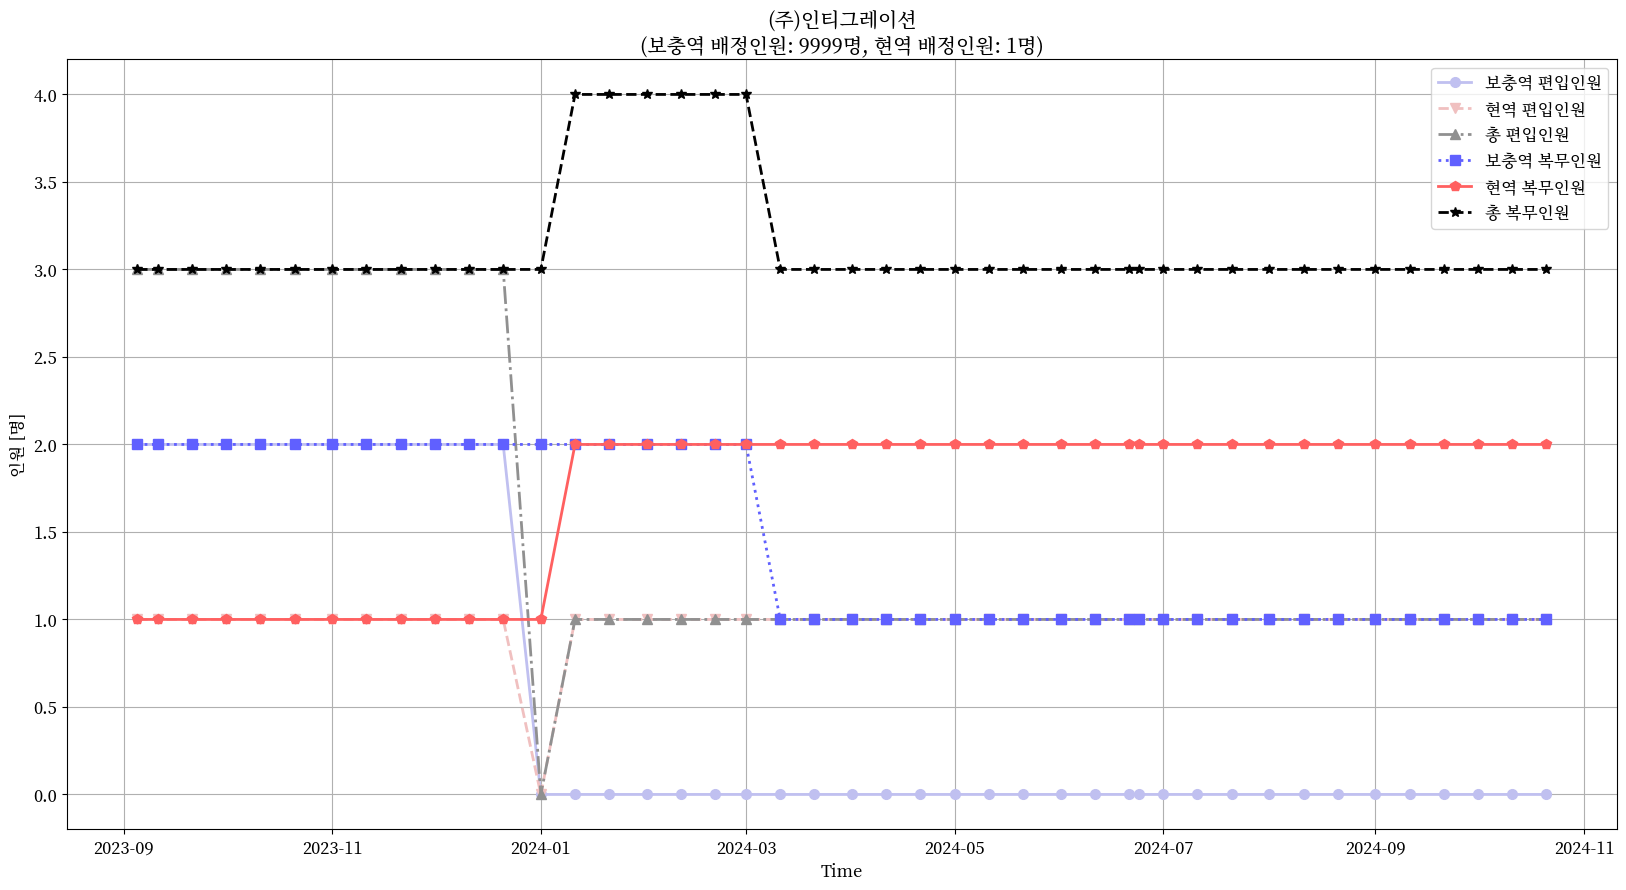 (주)인티그레이션
(보충역 배정인원: 9999명, 현역 배정인원: 1명)
보충역 편입인원
현역 편입인원
총 편입인원
보충역 복무인원
현역 복무인원
총 복무인원
4.0
3.5
3.0
2.5
2.0
1.5
1.0
0.5
0.0
인원 [명]
2023-09 2023-11 2024-01 2024-03 2024-05 2024-07 2024-09 2024-11
Time